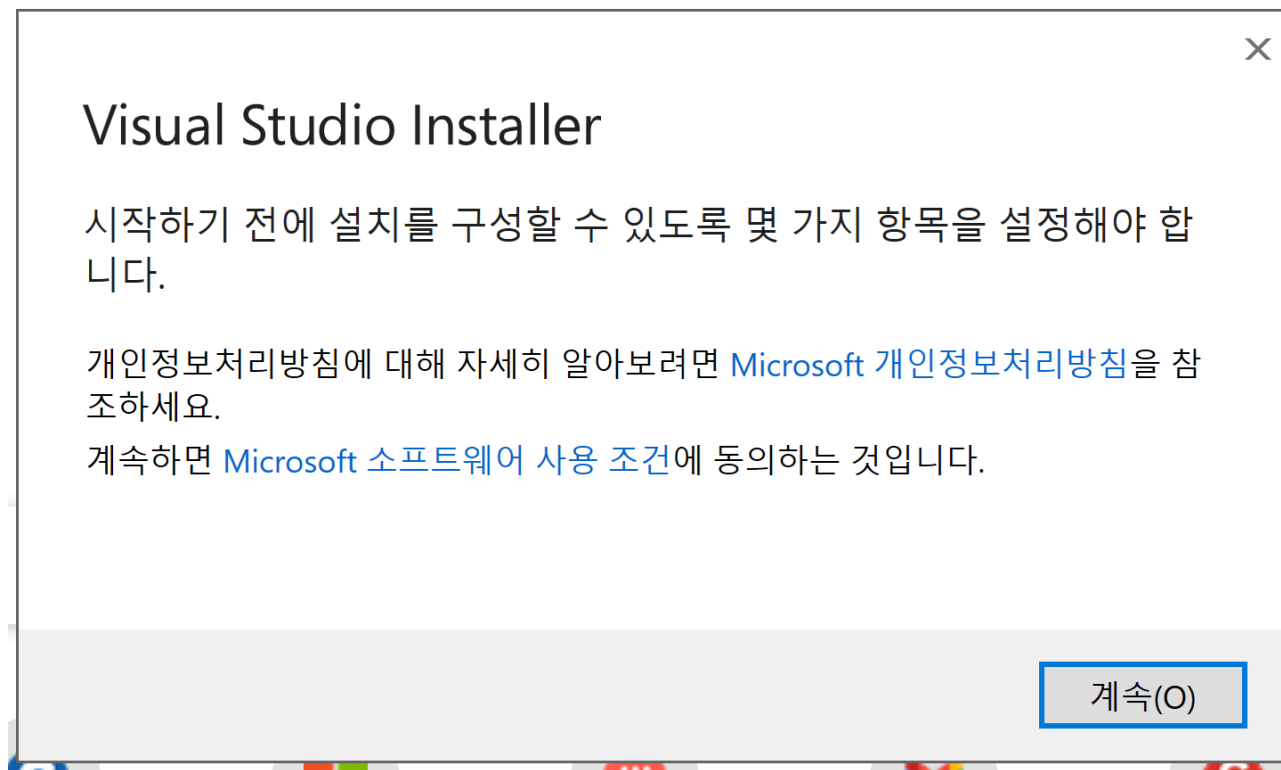 Visual Studio Installer
시작하기 전에 설치를 구성할 수 있도록 몇 가지 항목을 설정해야 합
니다.
개인정보처리방침에 대해 자세히 알아보려면 Microsoft 개인정보처리방침을 참
조하세요.
계속하면 Microsoft 소프트웨어 사용 조건에 동의하는 것입니다.
계속(O)